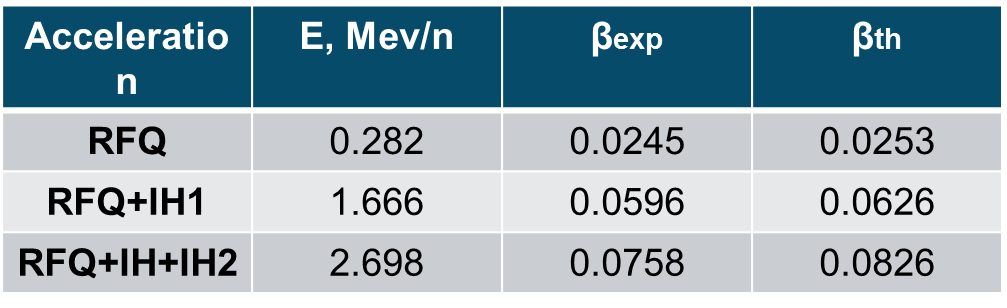 Acceleratio E, Mev/n βexp βth
n
RFQ 0.282 0.0245 0.0253
RFQ+IH1 1.666 0.0596 0.0626
RFQ+IH+IH2 2.698 0.0758 0.0826